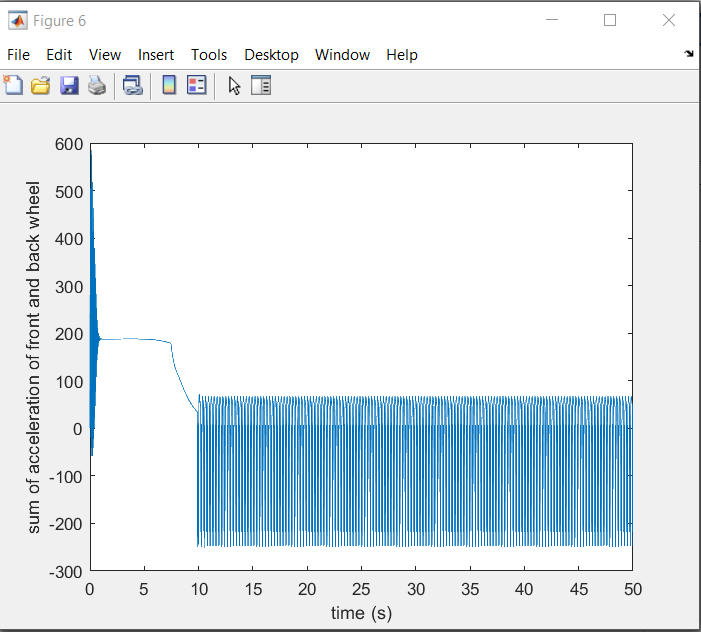 Figure 6
File Edit View Insert Tools Desktop Window Help
600
500
400
300
200
100
0
-100
-200
-300
sum of acceleration of front and back wheel
0 5 10 15 20 25 30 35 40 45 50
time (s)